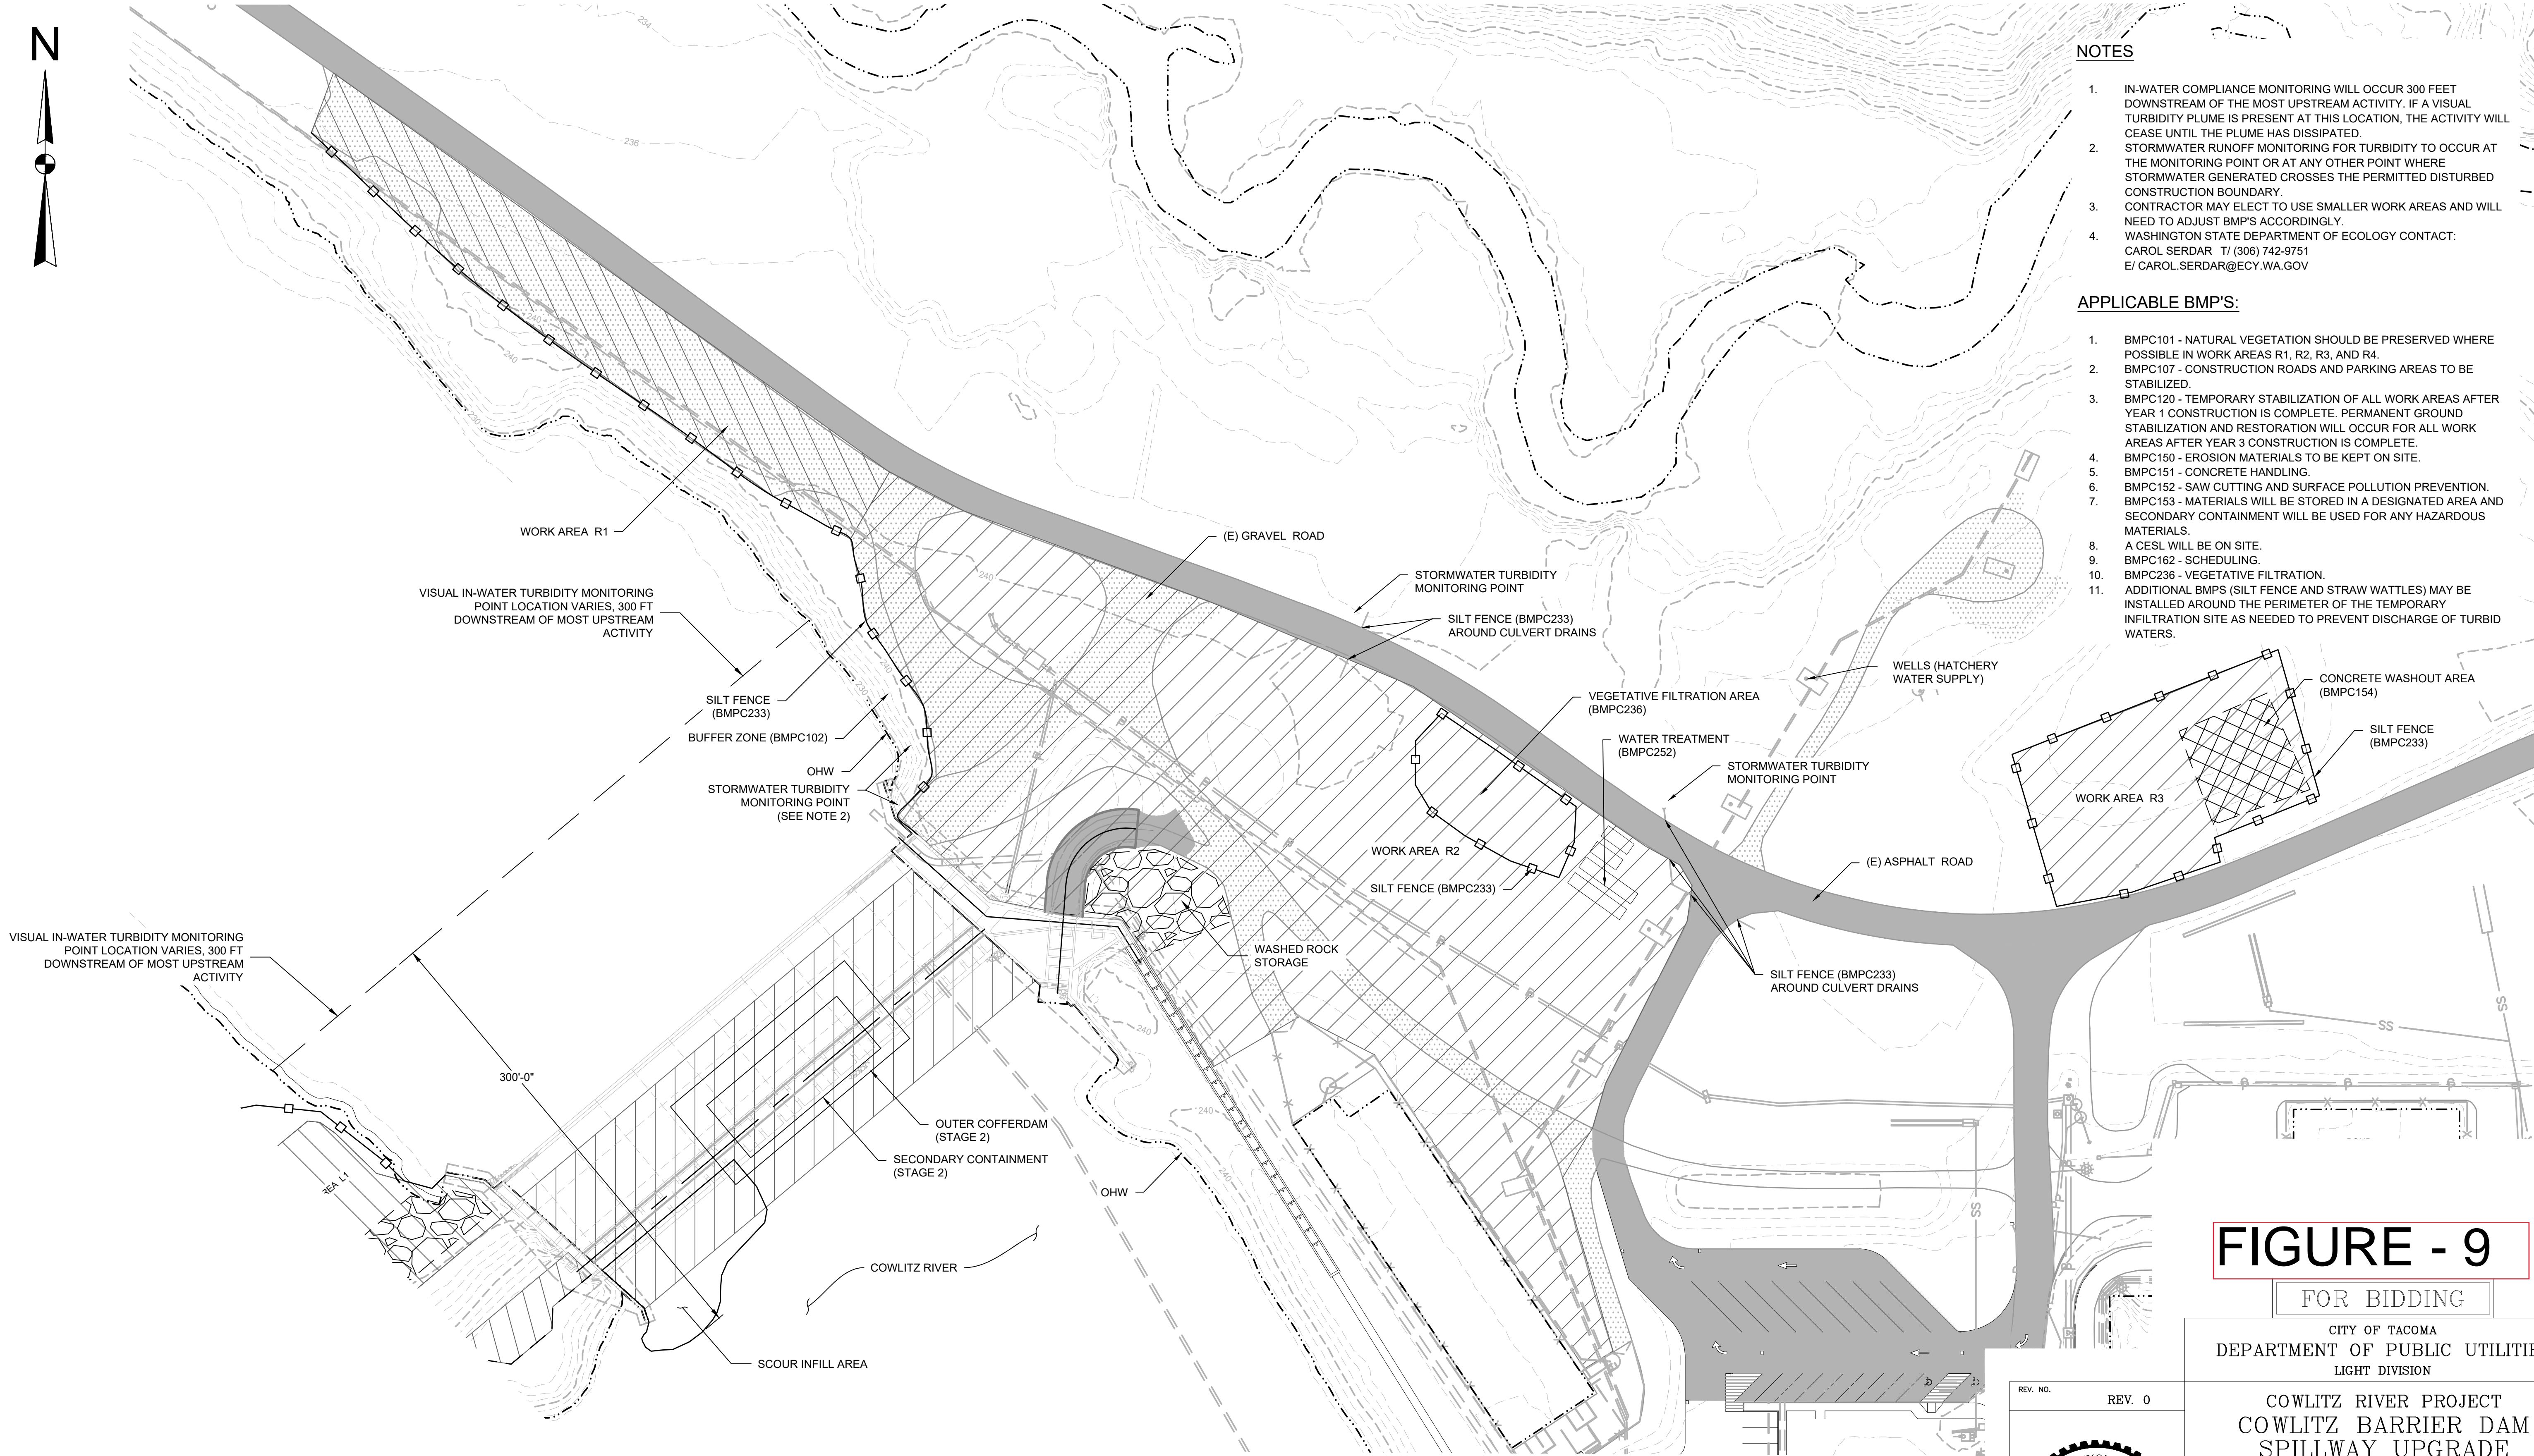 N
NOTES
1. IN-WATER COMPLIANCE MONITORING WILL OCCUR 300 FEET
DOWNSTREAM OF THE MOST UPSTREAM ACTIVITY. IF A VISUAL
TURBIDITY PLUME IS PRESENT AT THIS LOCATION, THE ACTIVITY WILL
CEASE UNTIL THE PLUME HAS DISSIPATED.
2. STORMWATER RUNOFF MONITORING FOR TURBIDITY TO OCCUR AT
THE MONITORING POINT OR AT ANY OTHER POINT WHERE
STORMWATER GENERATED CROSSES THE PERMITTED DISTURBED
CONSTRUCTION BOUNDARY.
3. CONTRACTOR MAY ELECT TO USE SMALLER WORK AREAS AND WILL
NEED TO ADJUST BMP'S ACCORDINGLY.
4. WASHINGTON STATE DEPARTMENT OF ECOLOGY CONTACT:
CAROL SERDAR T/ (306) 742-9751
E/ CAROL.SERDAR@ECY.WA.GOV
APPLICABLE BMP'S:
1. BMPC101 - NATURAL VEGETATION SHOULD BE PRESERVED WHERE
POSSIBLE IN WORK AREAS R1, R2, R3, AND R4.
2. BMPC107 - CONSTRUCTION ROADS AND PARKING AREAS TO BE
STABILIZED.
3. BMPC120 - TEMPORARY STABILIZATION OF ALL WORK AREAS AFTER
YEAR 1 CONSTRUCTION IS COMPLETE. PERMANENT GROUND
STABILIZATION AND RESTORATION WILL OCCUR FOR ALL WORK
AREAS AFTER YEAR 3 CONSTRUCTION IS COMPLETE.
4. BMPC150 - EROSION MATERIALS TO BE KEPT ON SITE.
5. BMPC151 - CONCRETE HANDLING.
6. BMPC152 - SAW CUTTING AND SURFACE POLLUTION PREVENTION.
7. BMPC153 - MATERIALS WILL BE STORED IN A DESIGNATED AREA AND
SECONDARY CONTAINMENT WILL BE USED FOR ANY HAZARDOUS
MATERIALS.
8. A CESL WILL BE ON SITE.
9. BMPC162 - SCHEDULING.
10. BMPC236 - VEGETATIVE FILTRATION.
11. ADDITIONAL BMPS (SILT FENCE AND STRAW WATTLES) MAY BE
INSTALLED AROUND THE PERIMETER OF THE TEMPORARY
INFILTRATION SITE AS NEEDED TO PREVENT DISCHARGE OF TURBID
WATERS.
234
236
240
240
230
WORK AREA R1
(E) GRAVEL ROAD
240
STORMWATER TURBIDITY
MONITORING POINT
SILT FENCE (BMPC233)
AROUND CULVERT DRAINS
VISUAL IN-WATER TURBIDITY MONITORING
POINT LOCATION VARIES, 300 FT
DOWNSTREAM OF MOST UPSTREAM
ACTIVITY
SILT FENCE
(BMPC233)
BUFFER ZONE (BMPC102)
OHW
STORMWATER TURBIDITY
MONITORING POINT
(SEE NOTE 2)
240
230
WELLS (HATCHERY
WATER SUPPLY)
VEGETATIVE FILTRATION AREA
(BMPC236)
WATER TREATMENT
(BMPC252)
STORMWATER TURBIDITY
MONITORING POINT
CONCRETE WASHOUT AREA
(BMPC154)
SILT FENCE
(BMPC233)
WORK AREA R3
WORK AREA R2
SILT FENCE (BMPC233)
(E) ASPHALT ROAD
WASHED ROCK
STORAGE
SILT FENCE (BMPC233)
AROUND CULVERT DRAINS
VISUAL IN-WATER TURBIDITY MONITORING
POINT LOCATION VARIES, 300 FT
DOWNSTREAM OF MOST UPSTREAM
ACTIVITY
300'-0"
240
240
240
OUTER COFFERDAM
(STAGE 2)
SECONDARY CONTAINMENT
(STAGE 2)
OHW
REA L1
COWLITZ RIVER
SCOUR INFILL AREA
SS
SS
SS
FIGURE - 9
FOR BIDDING
CITY OF TACOMA
DEPARTMENT OF PUBLIC UTILITIE
LIGHT DIVISION
REV. NO.
REV. 0
COWLITZ RIVER PROJECT
COWLITZ BARRIER DAM
SPILLWAY UPGRADE